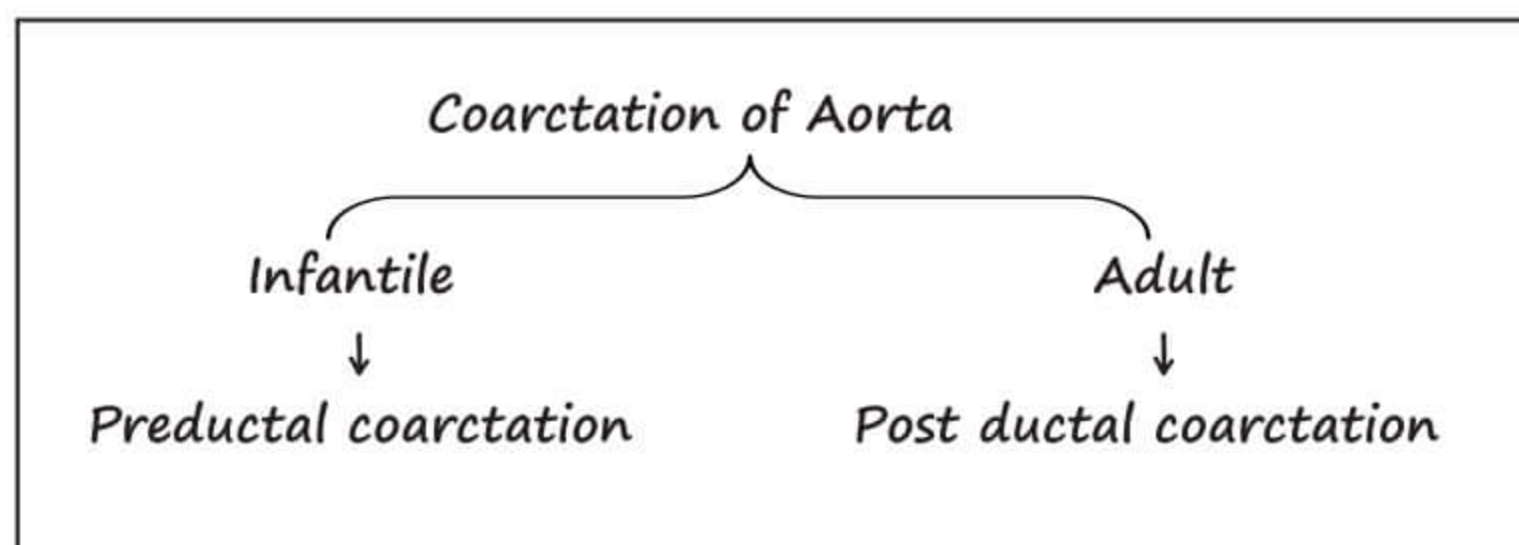 Coarctation of Aorta
Infantile
Adult
↓
↓
Preductal coarctation
Post ductal coarctation